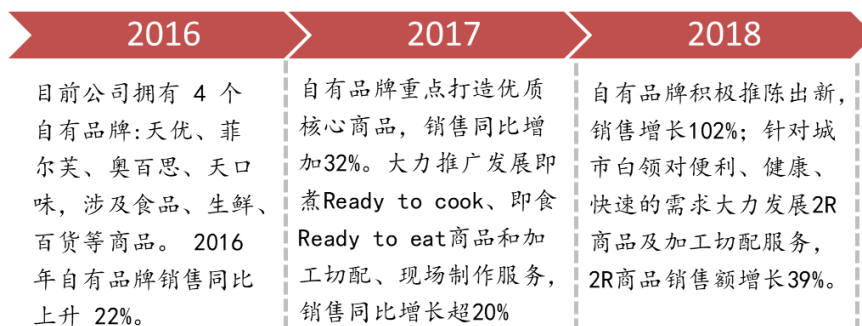 2016
目前公司拥有 4 个
自有品牌:天优、菲
尔芙、奥百思、天口
味，涉及食品、生鲜、
百货等商品。 2016
年自有品牌销售同比
上升 22%。
2017
自有品牌重点打造优质
核心商品，销售同比增
加32%。大力推广发展即
煮Ready to cook、即食
Ready to eat商品和加
工切配、现场制作服务，
销售同比增长超20%
2018
自有品牌积极推陈出新，
销售增长102%；针对城
市白领对便利、健康、
快速的需求大力发展2R
商品及加工切配服务，
2R商品销售额增长39%。